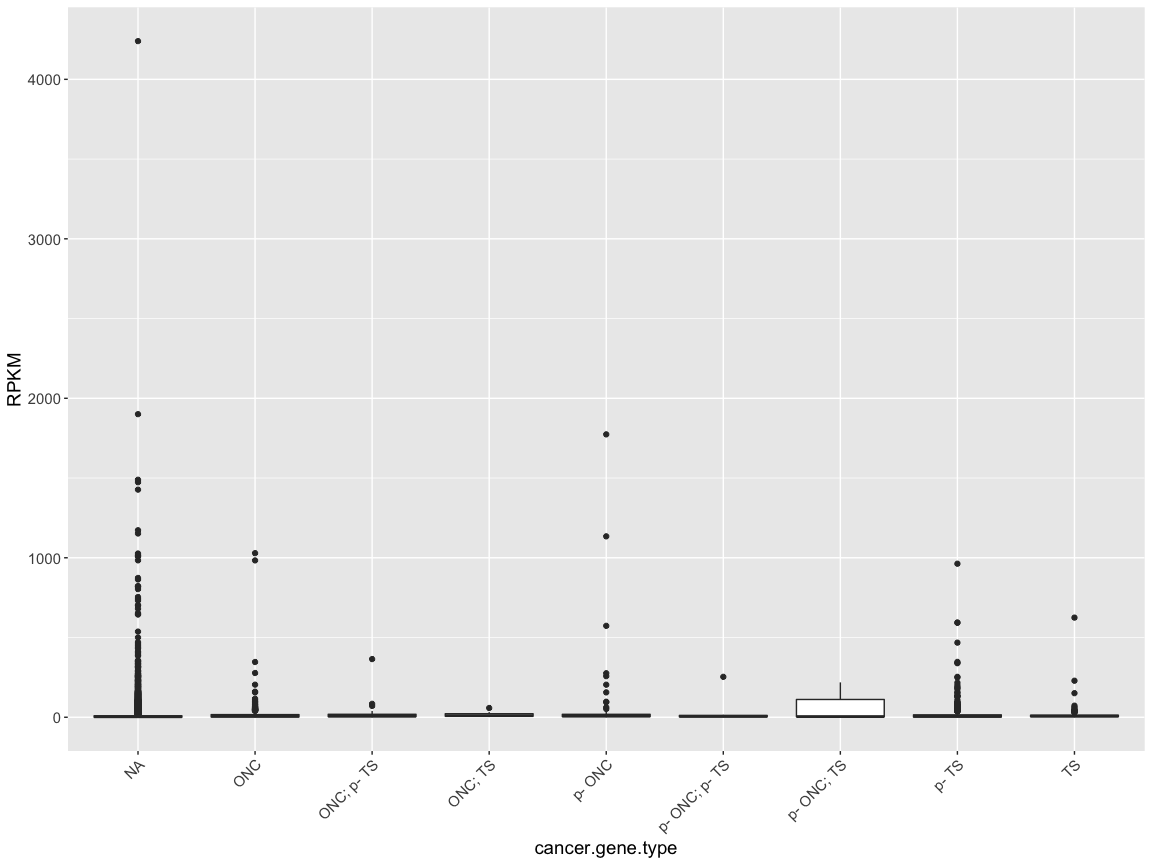 4000
3000
2000
1000
0
RPKM
NA
ONC
ONC; p- TS
ONC; TS
p- ONC
p- ONC; p- TS
p- ONC; TS
p- TS
TS
cancer.gene.type